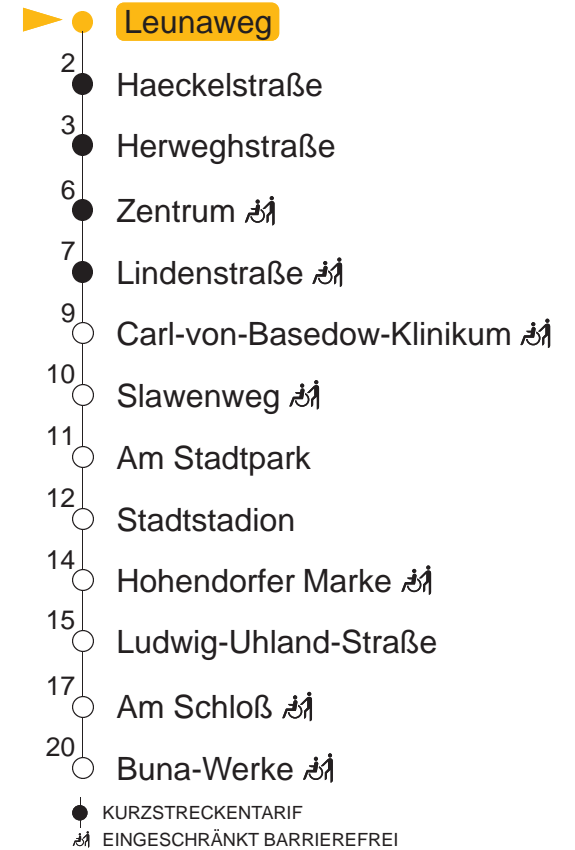 Leunaweg
2
Haeckelstraße
3
Herweghstraße
6
Zentrum
7
Lindenstraße
9
Carl-von-Basedow-Klinikum
10
Slawenweg
11
Am Stadtpark
12
Stadtstadion
14
Hohendorfer Marke
15
Ludwig-Uhland-Straße
17
Am Schloß
20
Buna-Werke
KURZSTRECKENTARIF
EINGESCHRÄNKT BARRIEREFREI